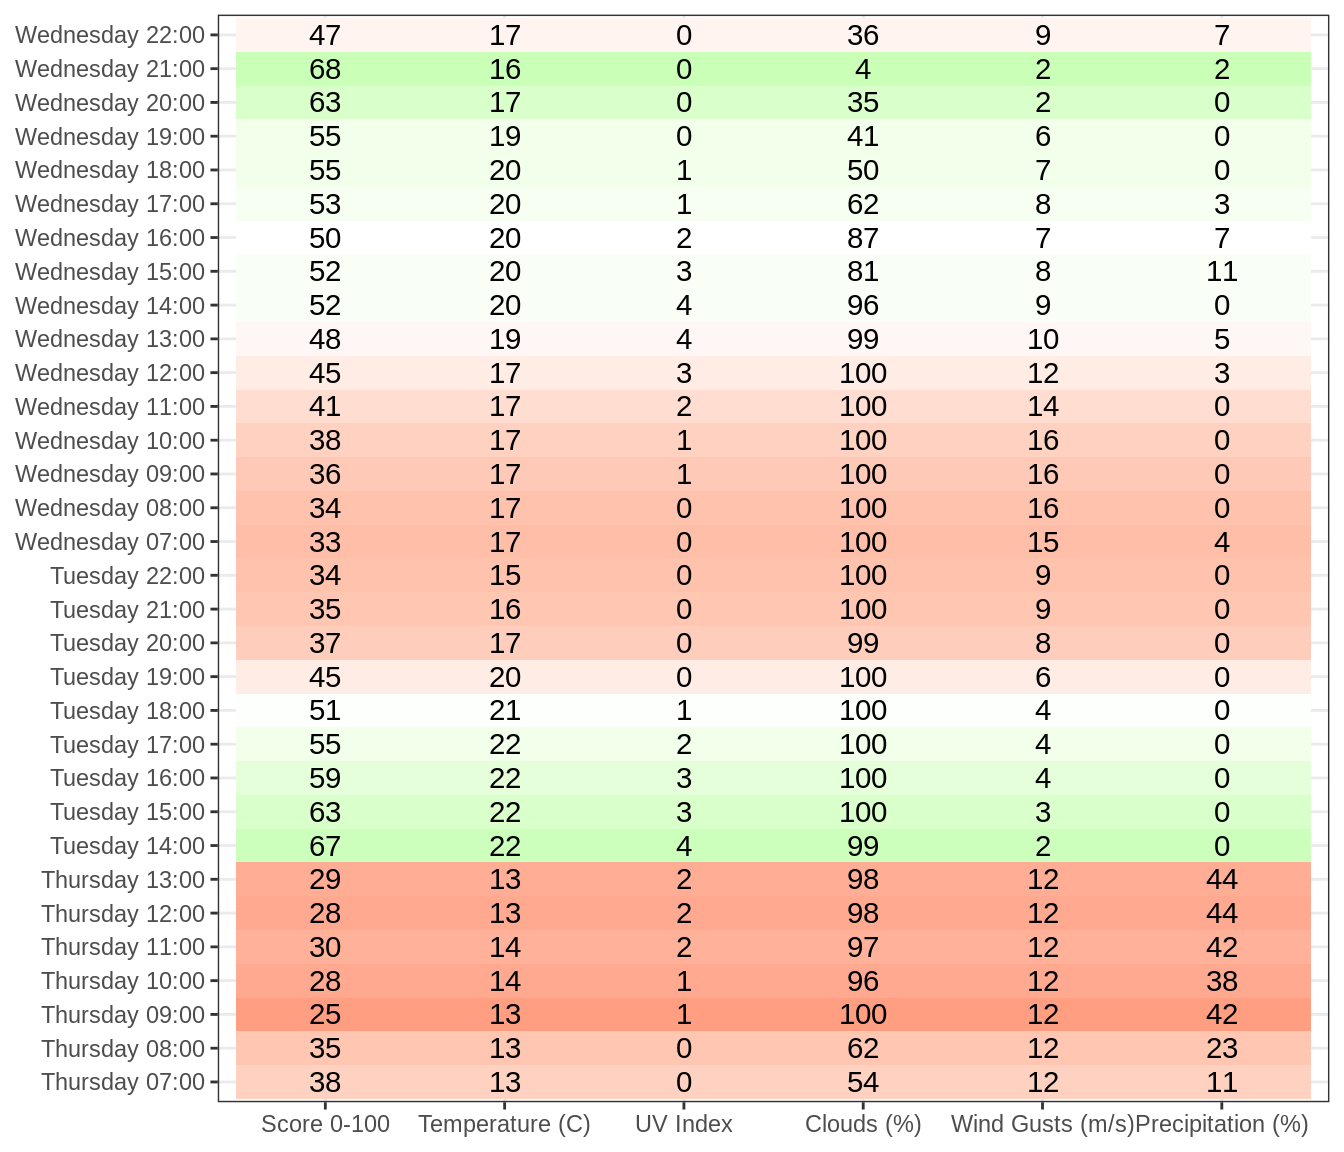 Wednesday 22:00 47 17 0 36 9 7
Wednesday 21:00 68 16 0 4 2 2
Wednesday 20:00 63 17 0 35 2 0
Wednesday 19:00 55 19 0 41 6 0
Wednesday 18:00 55 20 1 50 7 0
Wednesday 17:00 53 20 1 62 8 3
Wednesday 16:00 50 20 2 87 7 7
Wednesday 15:00 52 20 3 81 8 11
Wednesday 14:00 52 20 4 96 9 0
Wednesday 13:00 48 19 4 99 10 5
Wednesday 12:00 45 17 3 100 12 3
Wednesday 11:00 41 17 2 100 14 0
Wednesday 10:00 38 17 1 100 16 0
Wednesday 09:00 36 17 1 100 16 0
Wednesday 08:00 34 17 0 100 16 0
Wednesday 07:00 33 17 0 100 15 4
Tuesday 22:00 34 15 0 100 9 0
Tuesday 21:00 35 16 0 100 9 0
Tuesday 20:00 37 17 0 99 8 0
Tuesday 19:00 45 20 0 100 6 0
Tuesday 18:00 51 21 1 100 4 0
Tuesday 17:00 55 22 2 100 4 0
Tuesday 16:00 59 22 3 100 4 0
Tuesday 15:00 63 22 3 100 3 0
Tuesday 14:00 67 22 4 99 2 0
Thursday 13:00 29 13 2 98 12 44
Thursday 12:00 28 13 2 98 12 44
Thursday 11:00 30 14 2 97 12 42
Thursday 10:00 28 14 1 96 12 38
Thursday 09:00 25 13 1 100 12 42
Thursday 08:00 35 13 0 62 12 23
Thursday 07:00 38 13 0 54 12 11
Score 0-100 Temperature (C) UV Index Clouds (%) Wind Gusts (m/s) Precipitation (%)